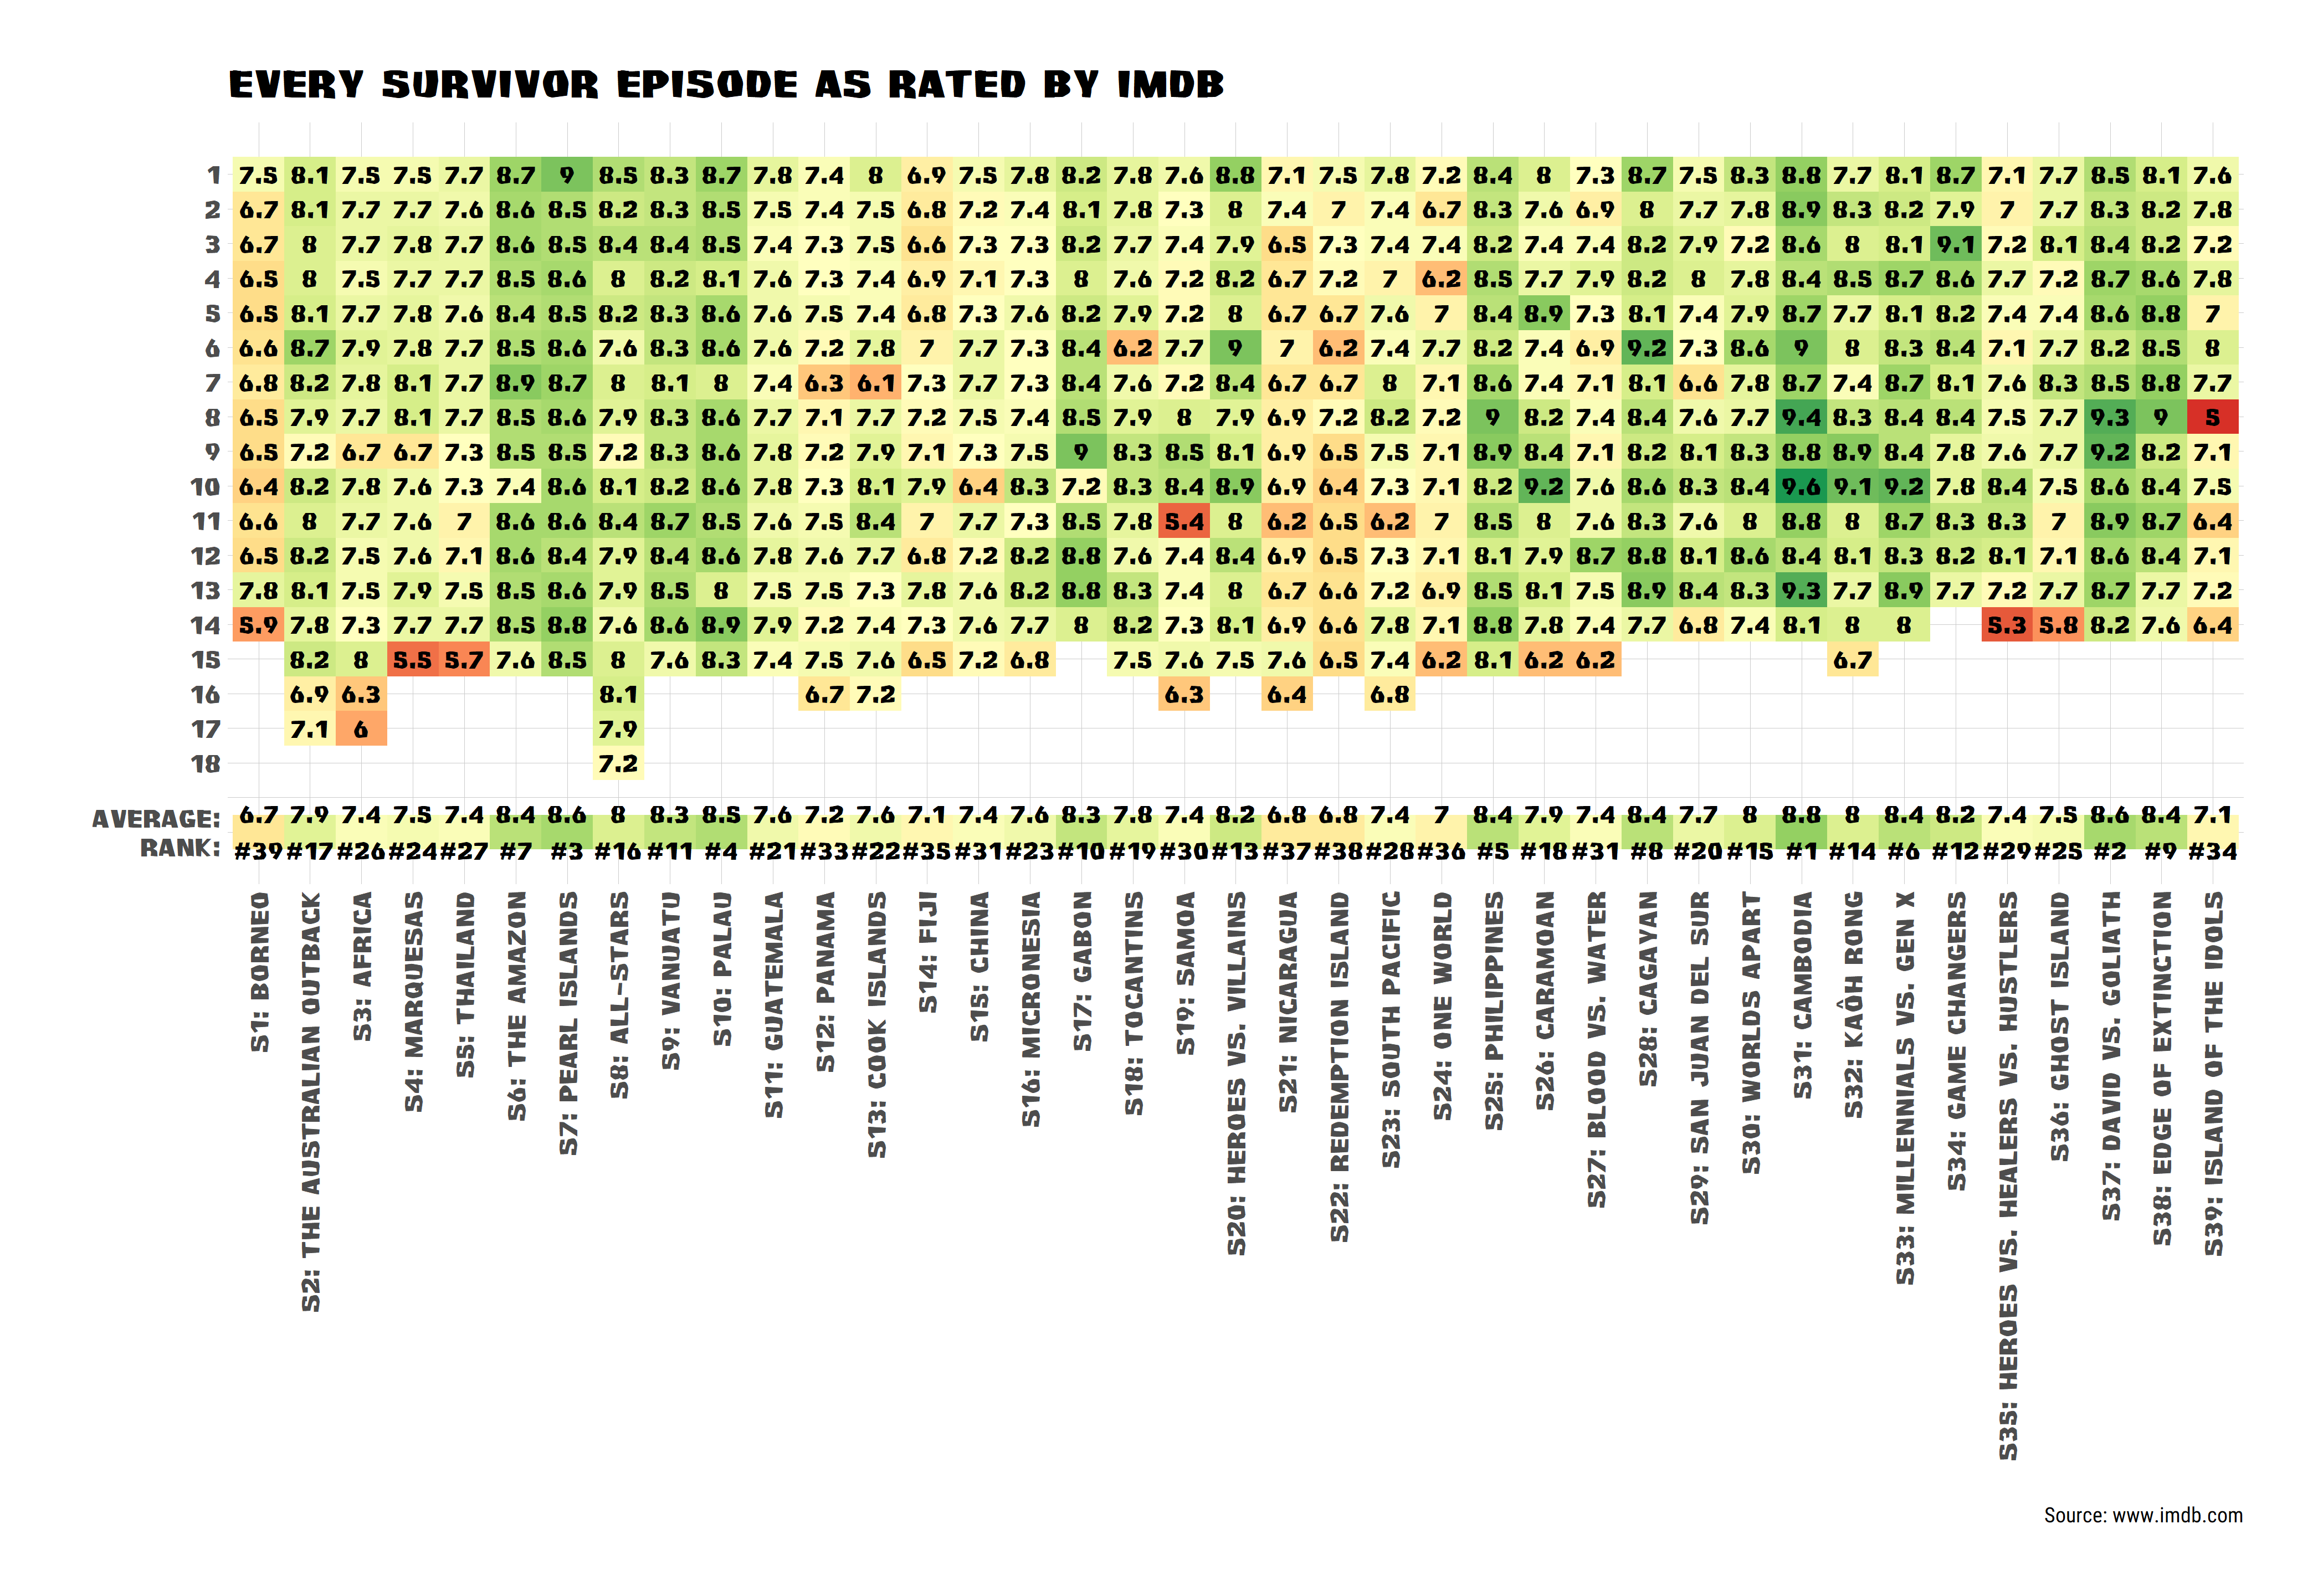 EVERY SURVIVOR EPISODE AS RATED BY IMDB
1 7.5 8.1 7.5 7.5 7.7 8.7 9 8.5 8.3 8.7 7.8 7.4 8 6.9 7.5 7.8 8.2 7.8 7.6 8.8 7.1 7.5 7.8 7.2 8.4 8 7.3 8.7 7.5 8.3 8.8 7.7 8.1 8.7 7.1 7.7 8.5 8.1 7.6
2 6.7 8.1 7.7 7.7 7.6 8.6 8.5 8.2 8.3 8.5 7.5 7.4 7.5 6.8 7.2 7.4 8.1 7.8 7.3 8 7.4 7 7.4 6.7 8.3 7.6 6.9 8 7.7 7.8 8.9 8.3 8.2 7.9 7 7.7 8.3 8.2 7.8
3 6.7 8 7.7 7.8 7.7 8.6 8.5 8.4 8.4 8.5 7.4 7.3 7.5 6.6 7.3 7.3 8.2 7.7 7.4 7.9 6.5 7.3 7.4 7.4 8.2 7.4 7.4 8.2 7.9 7.2 8.6 8 8.1 9.1 7.2 8.1 8.4 8.2 7.2
4 6.5 8 7.5 7.7 7.7 8.5 8.6 8 8.2 8.1 7.6 7.3 7.4 6.9 7.1 7.3 8 7.6 7.2 8.2 6.7 7.2 7 6.2 8.5 7.7 7.9 8.2 8 7.8 8.4 8.5 8.7 8.6 7.7 7.2 8.7 8.6 7.8
5 6.5 8.1 7.7 7.8 7.6 8.4 8.5 8.2 8.3 8.6 7.6 7.5 7.4 6.8 7.3 7.6 8.2 7.9 7.2 8 6.7 6.7 7.6 7 8.4 8.9 7.3 8.1 7.4 7.9 8.7 7.7 8.1 8.2 7.4 7.4 8.6 8.8 7
6 6.6 8.7 7.9 7.8 7.7 8.5 8.6 7.6 8.3 8.6 7.6 7.2 7.8 7 7.7 7.3 8.4 6.2 7.7 9 7 6.2 7.4 7.7 8.2 7.4 6.9 9.2 7.3 8.6 9 8 8.3 8.4 7.1 7.7 8.2 8.5 8
7 6.8 8.2 7.8 8.1 7.7 8.9 8.7 8 8.1 8 7.4 6.3 6.1 7.3 7.7 7.3 8.4 7.6 7.2 8.4 6.7 6.7 8 7.1 8.6 7.4 7.1 8.1 6.6 7.8 8.7 7.4 8.7 8.1 7.6 8.3 8.5 8.8 7.7
8 6.5 7.9 7.7 8.1 7.7 8.5 8.6 7.9 8.3 8.6 7.7 7.1 7.7 7.2 7.5 7.4 8.5 7.9 8 7.9 6.9 7.2 8.2 7.2 9 8.2 7.4 8.4 7.6 7.7 9.4 8.3 8.4 8.4 7.5 7.7 9.3 9 5
9 6.5 7.2 6.7 6.7 7.3 8.5 8.5 7.2 8.3 8.6 7.8 7.2 7.9 7.1 7.3 7.5 9 8.3 8.5 8.1 6.9 6.5 7.5 7.1 8.9 8.4 7.1 8.2 8.1 8.3 8.8 8.9 8.4 7.8 7.6 7.7 9.2 8.2 7.1
10 6.4 8.2 7.8 7.6 7.3 7.4 8.6 8.1 8.2 8.6 7.8 7.3 8.1 7.9 6.4 8.3 7.2 8.3 8.4 8.9 6.9 6.4 7.3 7.1 8.2 9.2 7.6 8.6 8.3 8.4 9.6 9.1 9.2 7.8 8.4 7.5 8.6 8.4 7.5
11 6.6 8 7.7 7.6 7 8.6 8.6 8.4 8.7 8.5 7.6 7.5 8.4 7 7.7 7.3 8.5 7.8 5.4 8 6.2 6.5 6.2 7 8.5 8 7.6 8.3 7.6 8 8.8 8 8.7 8.3 8.3 7 8.9 8.7 6.4
12 6.5 8.2 7.5 7.6 7.1 8.6 8.4 7.9 8.4 8.6 7.8 7.6 7.7 6.8 7.2 8.2 8.8 7.6 7.4 8.4 6.9 6.5 7.3 7.1 8.1 7.9 8.7 8.8 8.1 8.6 8.4 8.1 8.3 8.2 8.1 7.1 8.6 8.4 7.1
13 7.8 8.1 7.5 7.9 7.5 8.5 8.6 7.9 8.5 8 7.5 7.5 7.3 7.8 7.6 8.2 8.8 8.3 7.4 8 6.7 6.6 7.2 6.9 8.5 8.1 7.5 8.9 8.4 8.3 9.3 7.7 8.9 7.7 7.2 7.7 8.7 7.7 7.2
14 5.9 7.8 7.3 7.7 7.7 8.5 8.8 7.6 8.6 8.9 7.9 7.2 7.4 7.3 7.6 7.7 8 8.2 7.3 8.1 6.9 6.6 7.8 7.1 8.8 7.8 7.4 7.7 6.8 7.4 8.1 8 8 5.3 5.8 8.2 7.6 6.4
15 8.2 8 5.5 5.7 7.6 8.5 8 7.6 8.3 7.4 7.5 7.6 6.5 7.2 6.8 7.5 7.6 7.5 7.6 6.5 7.4 6.2 8.1 6.2 6.2 6.7
16 6.9 6.3 8.1 6.7 7.2 6.3 6.4 6.8
17 7.1 6 7.9
18 7.2
AVERAGE: 6.7 7.9 7.4 7.5 7.4 8.4 8.6 8 8.3 8.5 7.6 7.2 7.6 7.1 7.4 7.6 8.3 7.8 7.4 8.2 6.8 6.8 7.4 7 8.4 7.9 7.4 8.4 7.7 8 8.8 8 8.4 8.2 7.4 7.5 8.6 8.4 7.1
RANK: #39 #17 #26 #24 #27 #7 #3 #16 #11 #4 #21 #33 #22 #35 #31 #23 #10 #19 #30 #13 #37 #38 #28 #36 #5 #18 #31 #8 #20 #15 #1 #14 #6 #12 #29 #25 #2 #9 #34
S1: BORNEO
S2: THE AUSTRALIAN OUTBACK
S3: AFRICA
S4: MARQUESAS
S5: THAILAND
S6: THE AMAZON
S7: PEARL ISLANDS
S8: ALL-STARS
S9: VANUATU
S10: PALAU
S11: GUATEMALA
S12: PANAMA
S13: COOK ISLANDS
S14: FIJI
S15: CHINA
S16: MICRONESIA
S17: GABON
S18: TOCANTINS
S19: SAMOA
S20: HEROES VS. VILLAINS
S21: NICARAGUA
S22: REDEMPTION ISLAND
S23: SOUTH PACIFIC
S24: ONE WORLD
S25: PHILIPPINES
S26: CARAMOAN
S27: BLOOD VS. WATER
S28: CAGAYAN
S29: SAN JUAN DEL SUR
S30: WORLDS APART
S31: CAMBODIA
S32: KAÔH RONG
S33: MILLENNIALS VS. GEN X
S34: GAME CHANGERS
S35: HEROES VS. HEALERS VS. HUSTLERS
S36: GHOST ISLAND
S37: DAVID VS. GOLIATH
S38: EDGE OF EXTINCTION
S39: ISLAND OF THE IDOLS
Source: www.imdb.com